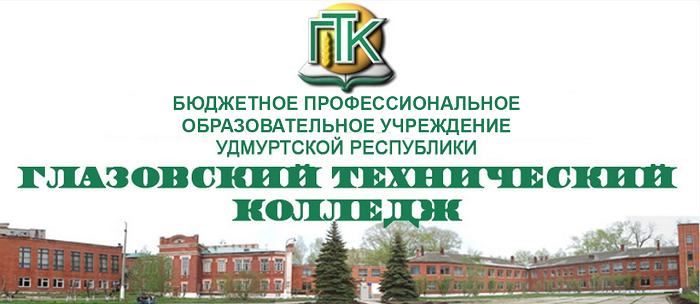 ГТК
БЮДЖЕТНОЕ ПРОФЕССИОНАЛЬНОЕ
ОБРАЗОВАТЕЛЬНОЕ УЧРЕЖДЕНИЕ
УДМУРТСКОЙ РЕСПУБЛИКИ
ГЛАЗОВСКИЙ ТЕХНИЧЕСКИЙ
КОЛЛЕДЖ